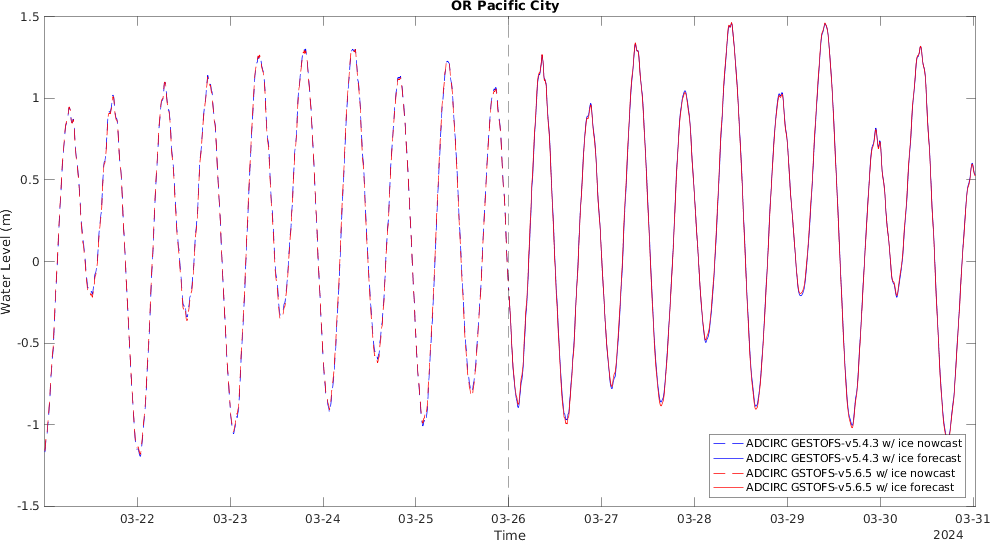 OR Pacific City
Water Level (m)
1.5
1
0.5
0
-0.5
-1
-1.5
03-22
03-23
03-24
03-25
03-26
03-27
03-28
03-29
03-30
03-31
Time
2024
ADCIRC GESTOFS-v5.4.3 w/ ice nowcast
ADCIRC GESTOFS-v5.4.3 w/ ice forecast
ADCIRC GSTOFS-v5.6.5 w/ ice nowcast
ADCIRC GSTOFS-v5.6.5 w/ ice forecast